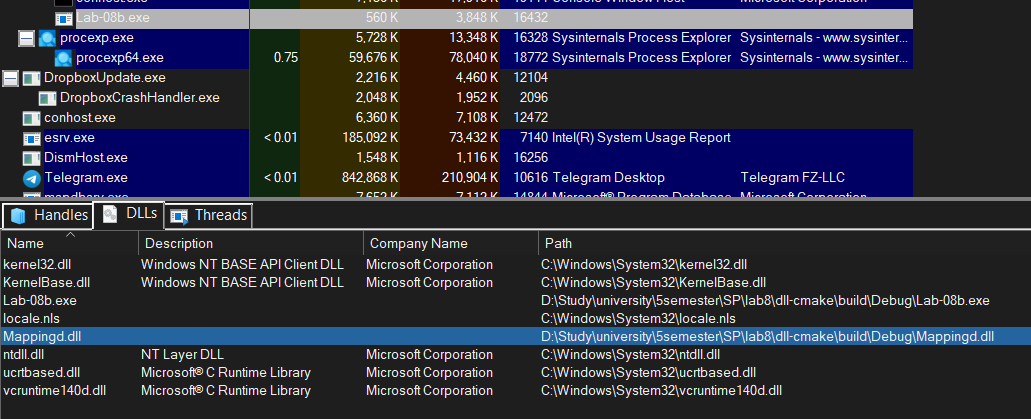 Lab-08b.exe 560 K 3,848 K 16432
procexp.exe 5,728 K 13,348 K 16328 Sysinternals Process Explorer Sysinternals - www.sysinter...
procexp64.exe 0.75 59,676 K 78,040 K 18772 Sysinternals Process Explorer Sysinternals - www.sysinter...
DropboxUpdate.exe 2,216 K 4,460 K 12104
DropboxCrashHandler.exe 2,048 K 1,952 K 2096
conhost.exe 6,360 K 7,108 K 12472
esrv.exe < 0.01 185,092 K 73,432 K 7140 Intel(R) System Usage Report
DismHost.exe 1,548 K 1,116 K 16256
Telegram.exe < 0.01 842,868 K 210,904 K 10616 Telegram Desktop Telegram FZ-LLC
Handles DLLs Threads
Name Description Company Name Path
kernel32.dll Windows NT BASE API Client DLL Microsoft Corporation C:\Windows\System32\kernel32.dll
KernelBase.dll Windows NT BASE API Client DLL Microsoft Corporation C:\Windows\System32\KernelBase.dll
Lab-08b.exe D:\Study\university\5semester\SP\lab8\dll-cmake\build\Debug\Lab-08b.exe
locale.nls C:\Windows\System32\locale.nls
Mappingd.dll D:\Study\university\5semester\SP\lab8\dll-cmake\build\Debug\Mappingd.dll
ntdll.dll NT Layer DLL Microsoft Corporation C:\Windows\System32\ntdll.dll
ucrtbased.dll Microsoft® C Runtime Library Microsoft Corporation C:\Windows\System32\ucrtbased.dll
vcruntime140d.dll Microsoft® C Runtime Library Microsoft Corporation C:\Windows\System32\vcruntime140d.dll